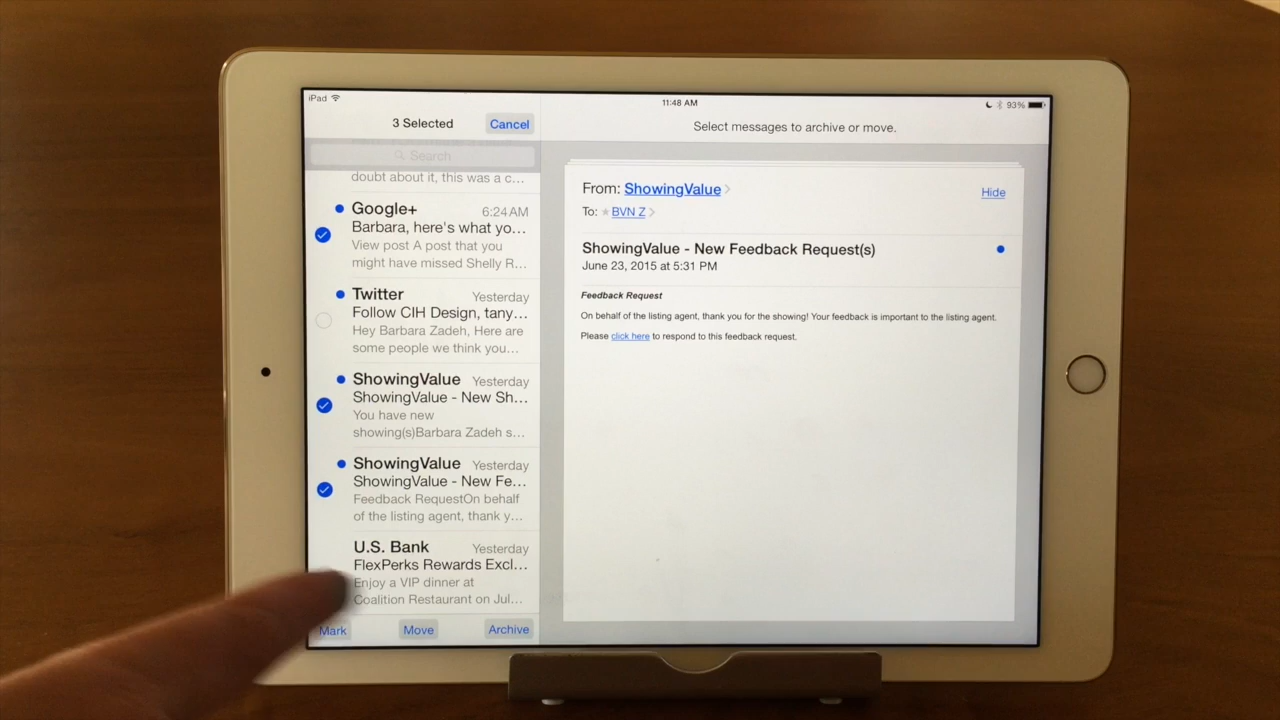 iPad
11:48 AM
93%
3 Selected
Cancel
Search
doubt about it, this was a c...
Google+
6:24 AM
Barbara, here's what yo...
View post A post that you
might have missed Shelly R...
Twitter
Yesterday
Follow CIH Design, tany...
Hey Barbara Zadeh, Here are
some people we think you...
ShowingValue
Yesterday
ShowingValue - New Sh...
You have new
showing(s)Barbara Zadeh s...
ShowingValue
Yesterday
ShowingValue - New Fe...
Feedback RequestOn behalf
of the listing agent, thank y...
U.S. Bank
Yesterday
FlexPerks Rewards Excl...
Enjoy a VIP dinner at
Coalition Restaurant on Jul...
Mark
Move
Archive
Select messages to archive or move.
From: ShowingValue
Hide
To: BVN Z
ShowingValue - New Feedback Request(s)
June 23, 2015 at 5:31 PM
Feedback Request
On behalf of the listing agent, thank you for the showing! Your feedback is important to the listing agent.
Please click here to respond to this feedback request.